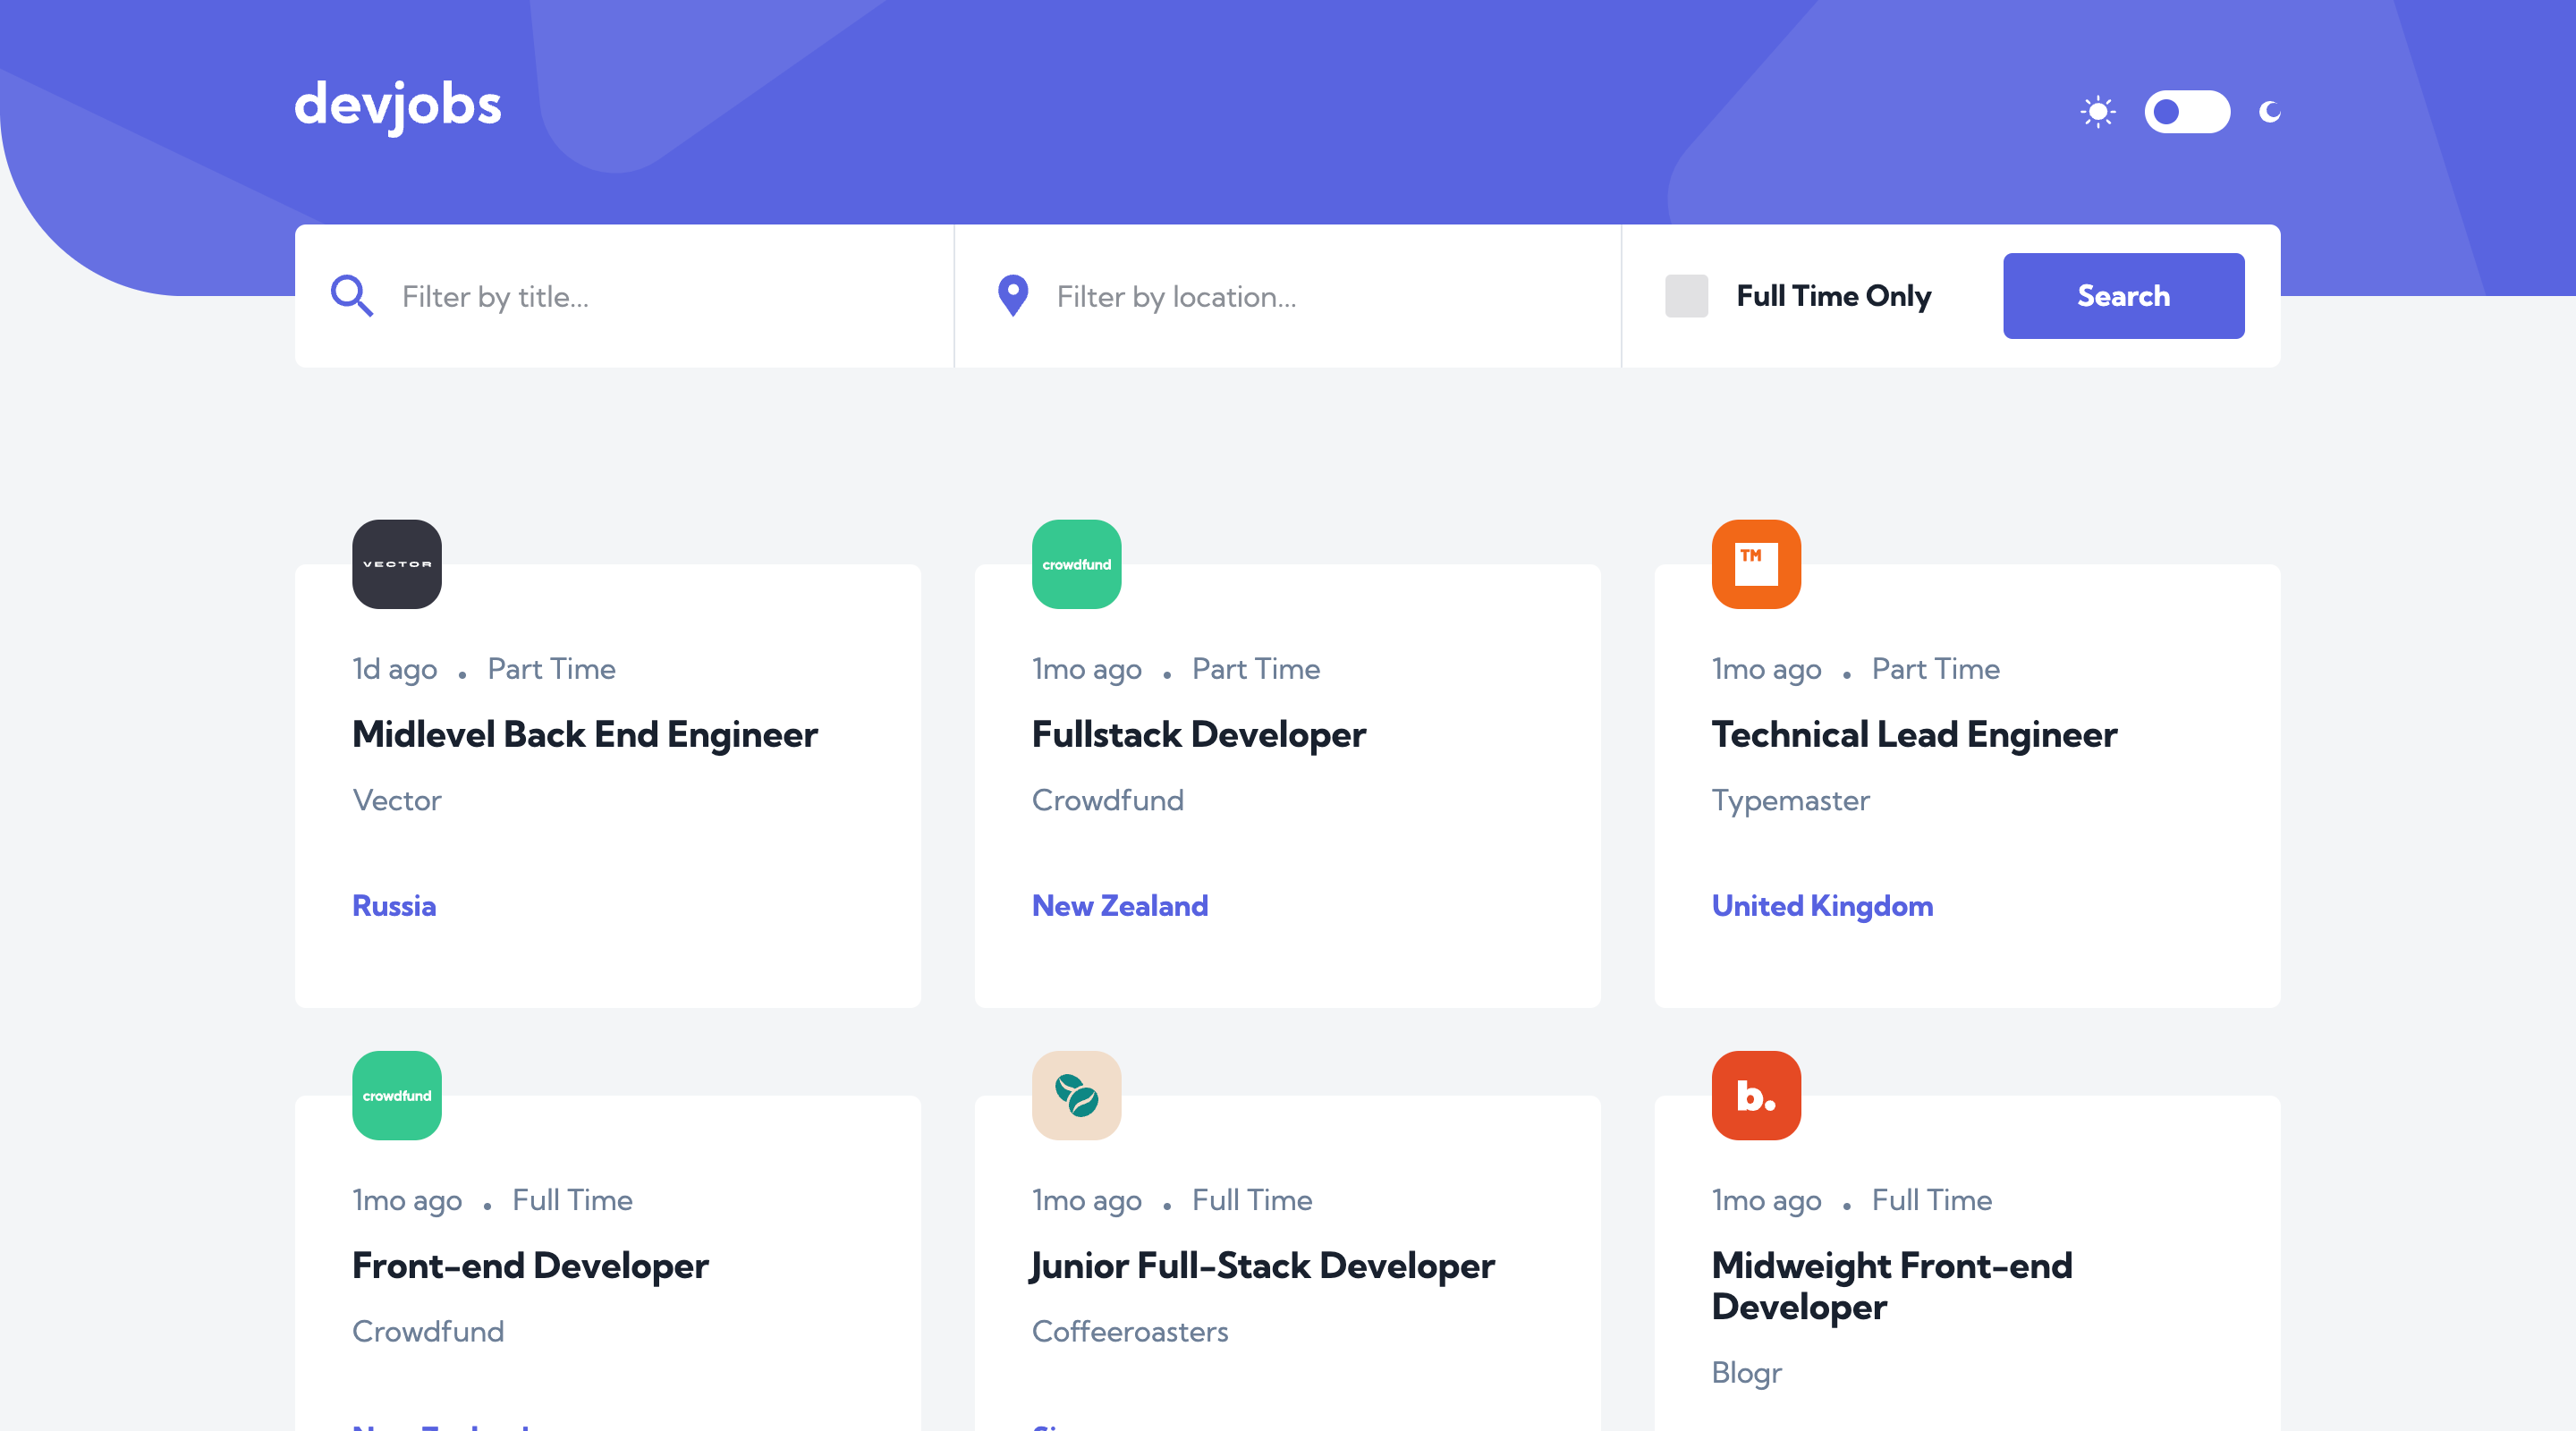 devjobs
Filter by title...
Filter by location...
Full Time Only
Search
VECTOR
1d ago . Part Time
Midlevel Back End Engineer
Vector
Russia
crowdfund
1mo ago . Part Time
Fullstack Developer
Crowdfund
New Zealand
TM
1mo ago . Part Time
Technical Lead Engineer
Typemaster
United Kingdom
crowdfund
1mo ago . Full Time
Front-end Developer
Crowdfund
New Zealand
1mo ago . Full Time
Junior Full-Stack Developer
Coffeeroasters
b.
1mo ago . Full Time
Midweight Front-end
Developer
Blogr